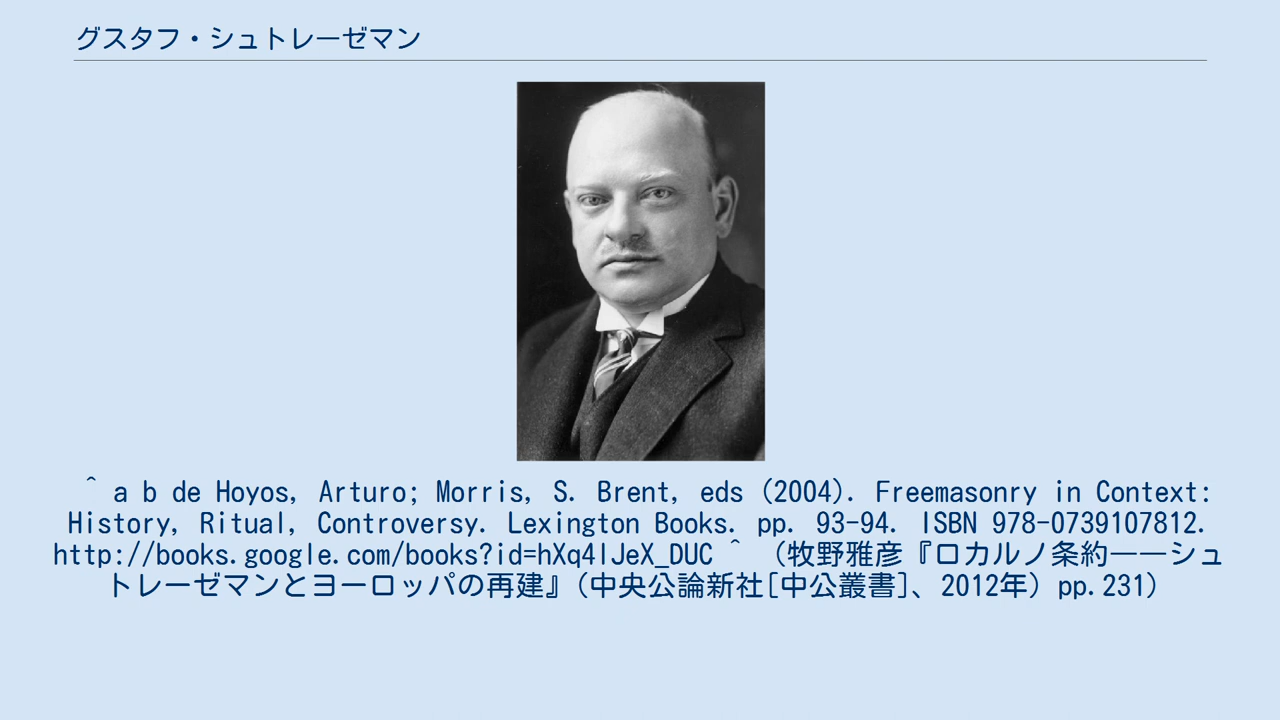 グスタフ・シュトレーゼマン
^ a b de Hoyos, Arturo; Morris, S. Brent, eds (2004). Freemasonry in Context:
History, Ritual, Controversy. Lexington Books. pp. 93-94. ISBN 978-0739107812.
http://books.google.com/books?id=hXq4lJeX_DUC ^ （牧野雅彦『ロカルノ条約――シュ
トレーゼマンとヨーロッパの再建』（中央公論新社[中公叢書]、2012年）pp.231）